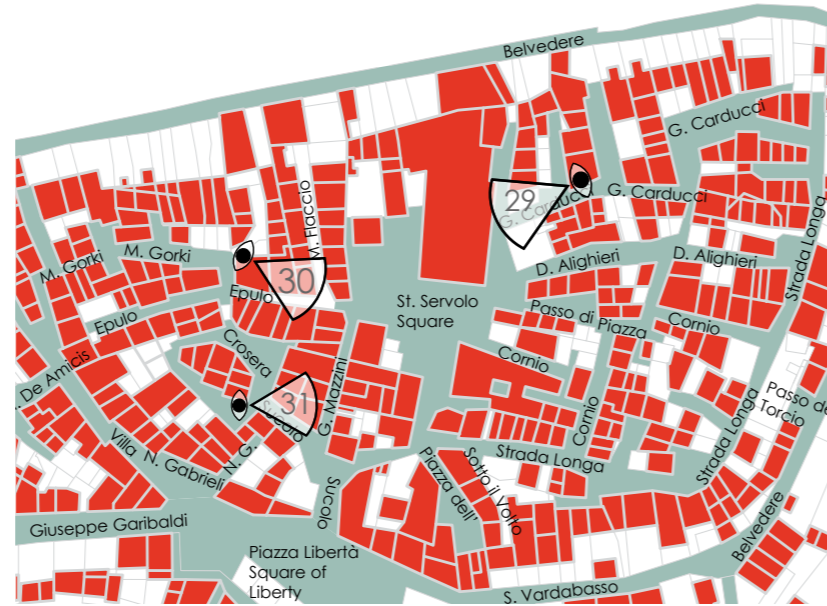 Belvedere
G. Carducci
29
G. Carducci
G. Carducci
M. Flaccio
Strada Longa
M. Gorki
M. Gorki
D. Alighieri
D. Alighieri
30
Epulo
Epulo
St. Servolo
Square
Passo di Piazza
Cornio
Crosera
Cornio
De Amicis
G. Mazzini
31
Passo de
Torcio
Cornio
Strada Longa
Villa N. Gabrieli
N. G.
Strada Longa
Piazza dell'
Sotto il Volto
Sucolo
Giuseppe Garibaldi
Belvedere
Piazza Libertà
Square of
Liberty
S. Vardabasso